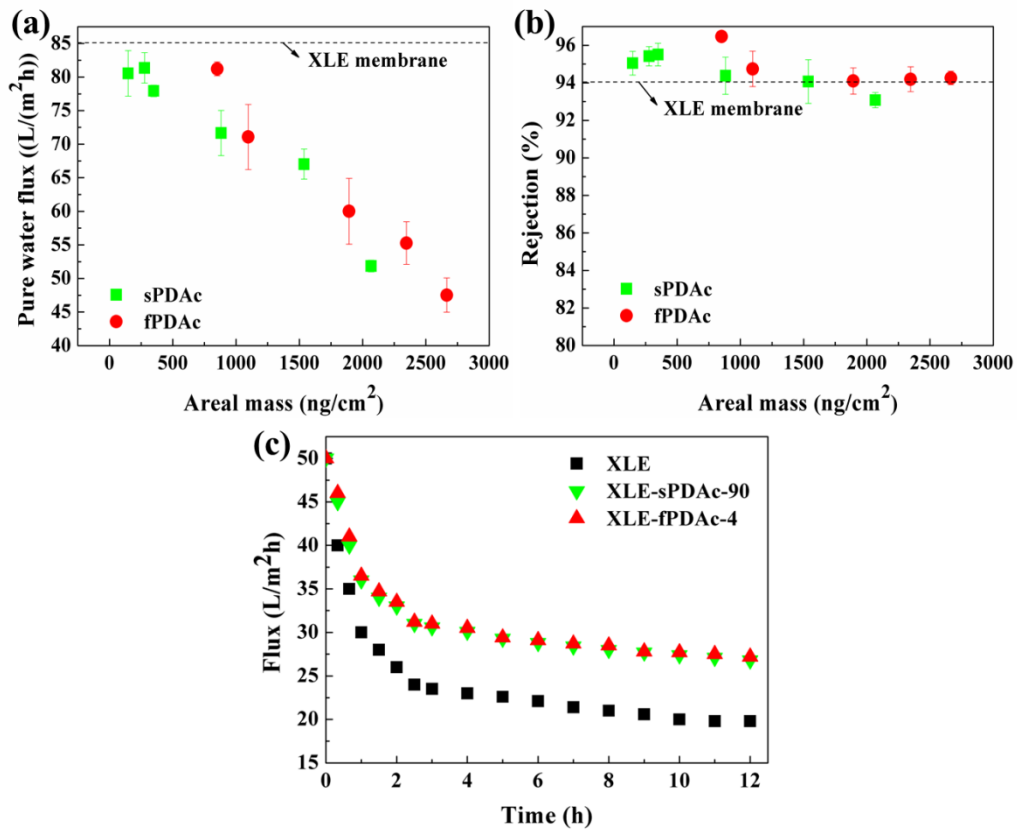 (a)
Pure water flux ((L/(m²h))
85
80
75
70
65
60
55
50
45
40
XLE membrane
sPDAc
fPDAc
0 500 1000 1500 2000 2500 3000
Areal mass (ng/cm²)
(b)
Rejection (%)
96
94
92
90
88
86
84
82
80
XLE membrane
sPDAc
fPDAc
0 500 1000 1500 2000 2500 3000
Areal mass (ng/cm²)
(c)
Flux (L/m²h)
50
45
40
35
30
25
20
15
XLE
XLE-sPDAc-90
XLE-fPDAc-4
0 2 4 6 8 10 12
Time (h)